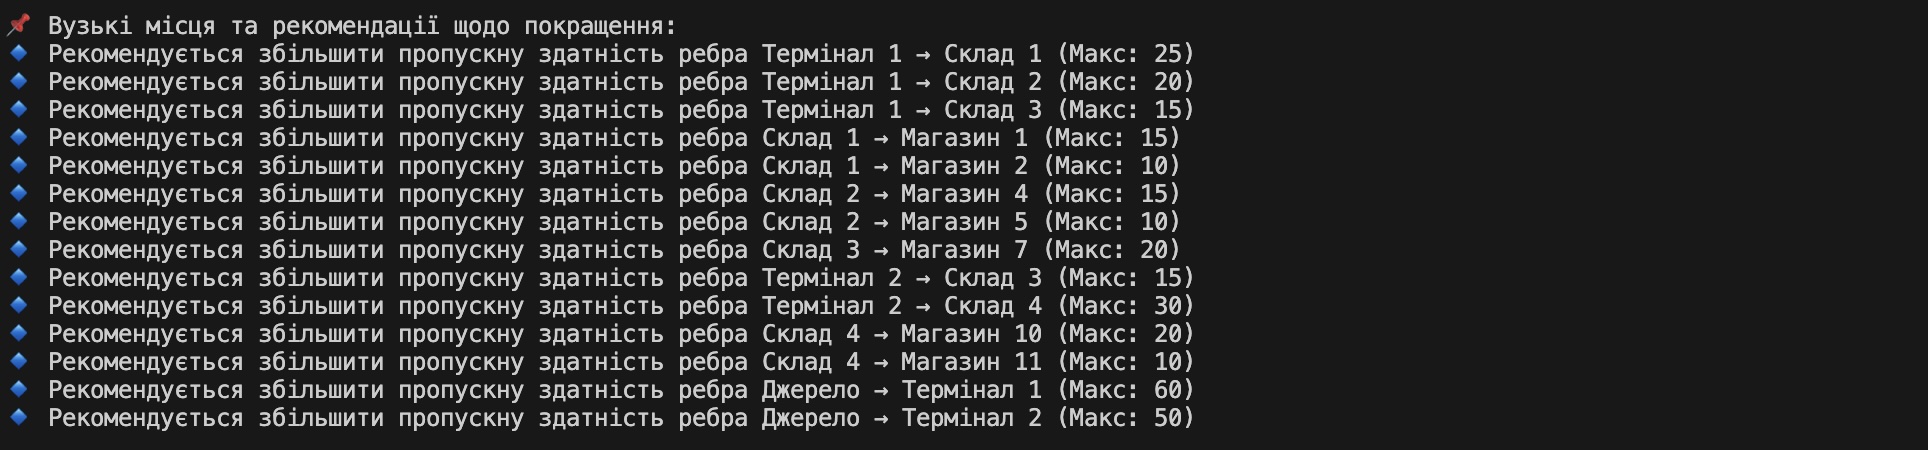 📌 Вузькі місця та рекомендації щодо покращення:
🔹 Рекомендується збільшити пропускну здатність ребра Термінал 1 → Склад 1 (Макс: 25)
🔹 Рекомендується збільшити пропускну здатність ребра Термінал 1 → Склад 2 (Макс: 20)
🔹 Рекомендується збільшити пропускну здатність ребра Термінал 1 → Склад 3 (Макс: 15)
🔹 Рекомендується збільшити пропускну здатність ребра Склад 1 → Магазин 1 (Макс: 15)
🔹 Рекомендується збільшити пропускну здатність ребра Склад 1 → Магазин 2 (Макс: 10)
🔹 Рекомендується збільшити пропускну здатність ребра Склад 2 → Магазин 4 (Макс: 15)
🔹 Рекомендується збільшити пропускну здатність ребра Склад 2 → Магазин 5 (Макс: 10)
🔹 Рекомендується збільшити пропускну здатність ребра Склад 3 → Магазин 7 (Макс: 20)
🔹 Рекомендується збільшити пропускну здатність ребра Термінал 2 → Склад 3 (Макс: 15)
🔹 Рекомендується збільшити пропускну здатність ребра Термінал 2 → Склад 4 (Макс: 30)
🔹 Рекомендується збільшити пропускну здатність ребра Склад 4 → Магазин 10 (Макс: 20)
🔹 Рекомендується збільшити пропускну здатність ребра Склад 4 → Магазин 11 (Макс: 10)
🔹 Рекомендується збільшити пропускну здатність ребра Джерело → Термінал 1 (Макс: 60)
🔹 Рекомендується збільшити пропускну здатність ребра Джерело → Термінал 2 (Макс: 50)